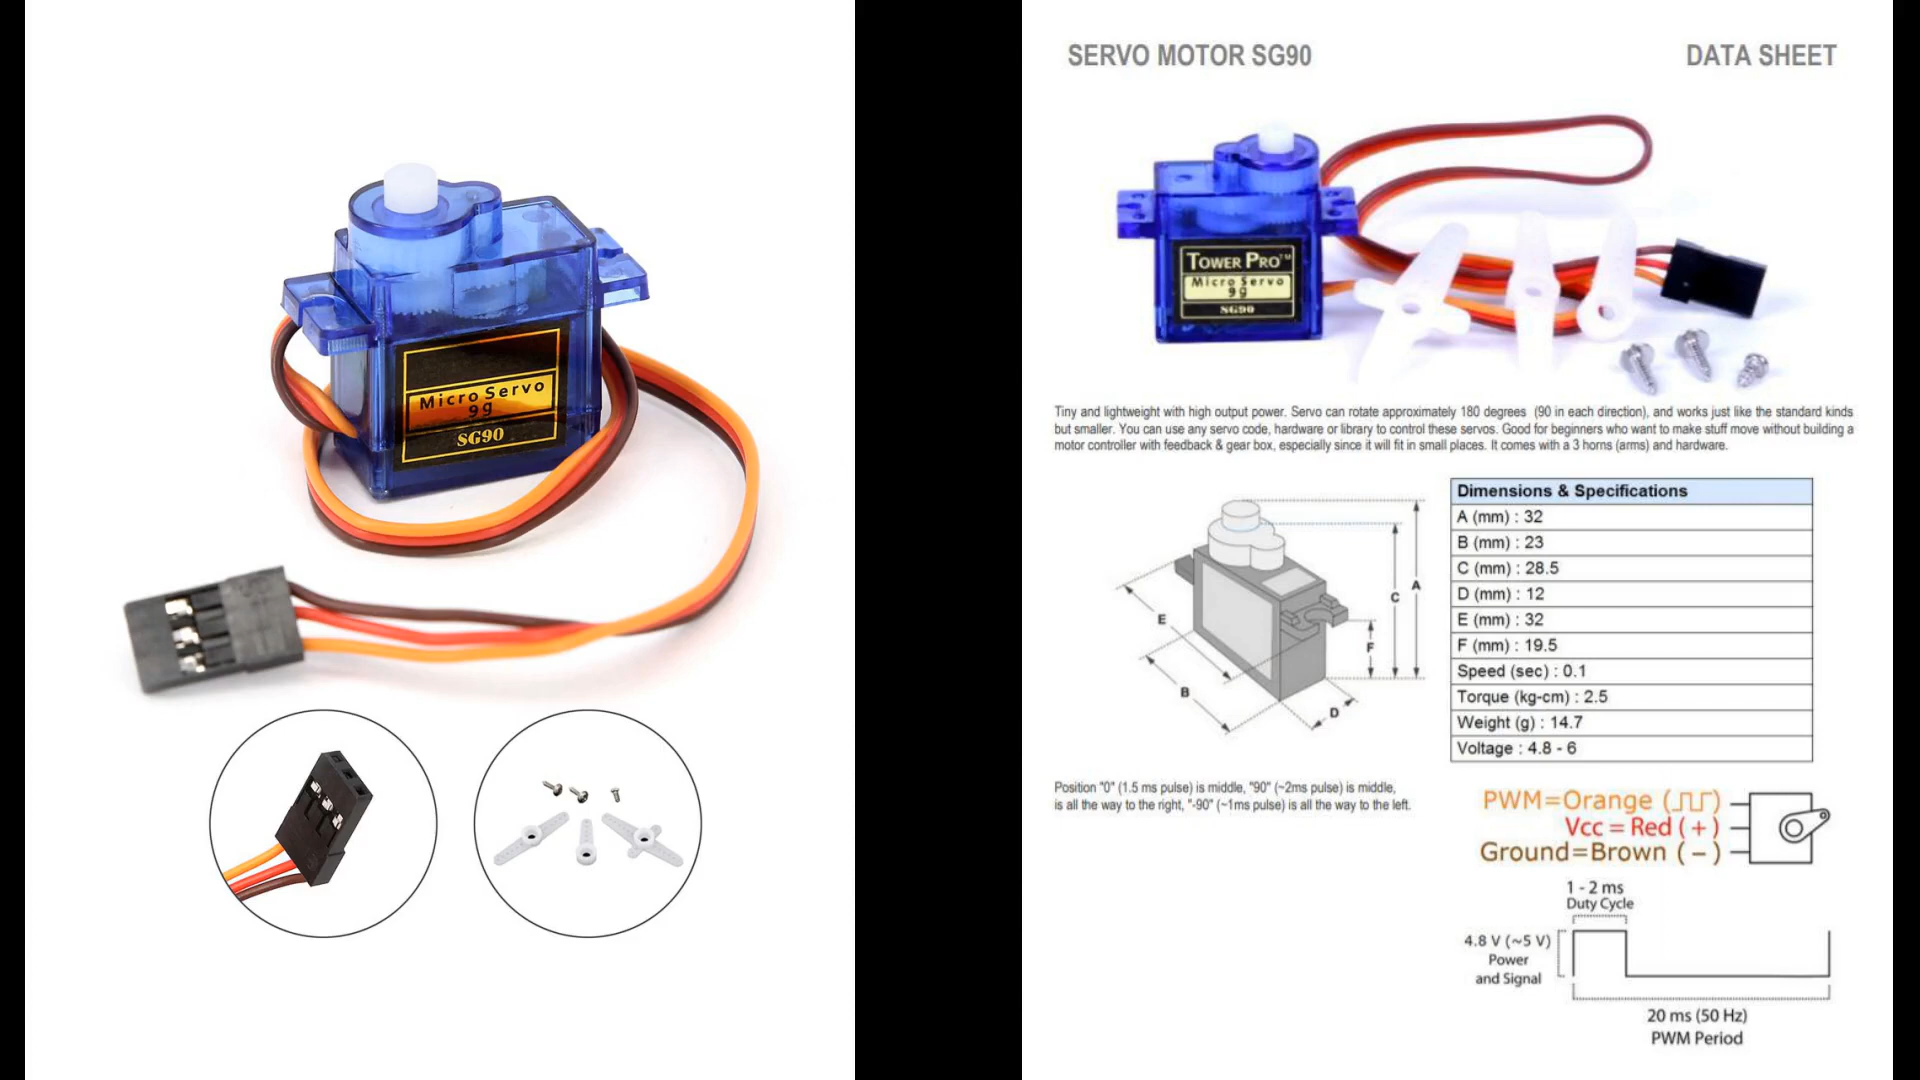 Micro Servo
9g
SG90
SERVO MOTOR SG90
DATA SHEET
TOWER PRO™
Micro Servo
9g
SG90
Tiny and lightweight with high output power. Servo can rotate approximately 180 degrees (90 in each direction), and works just like the standard kinds
but smaller. You can use any servo code, hardware or library to control these servos. Good for beginners who want to make stuff move without building a
motor controller with feedback & gear box, especially since it will fit in small places. It comes with a 3 horns (arms) and hardware.
A
C
E
F
B
D
Dimensions & Specifications
A (mm) : 32
B (mm) : 23
C (mm) : 28.5
D (mm) : 12
E (mm) : 32
F (mm) : 19.5
Speed (sec) : 0.1
Torque (kg-cm) : 2.5
Weight (g) : 14.7
Voltage : 4.8 - 6
Position "0" (1.5 ms pulse) is middle, "90" (~2ms pulse) is middle,
is all the way to the right, "-90" (~1ms pulse) is all the way to the left.
PWM=Orange (⎍⎍)
Vcc = Red ( + )
Ground=Brown ( − )
1 - 2 ms
Duty Cycle
4.8 V (~5 V)
Power
and Signal
20 ms (50 Hz)
PWM Period